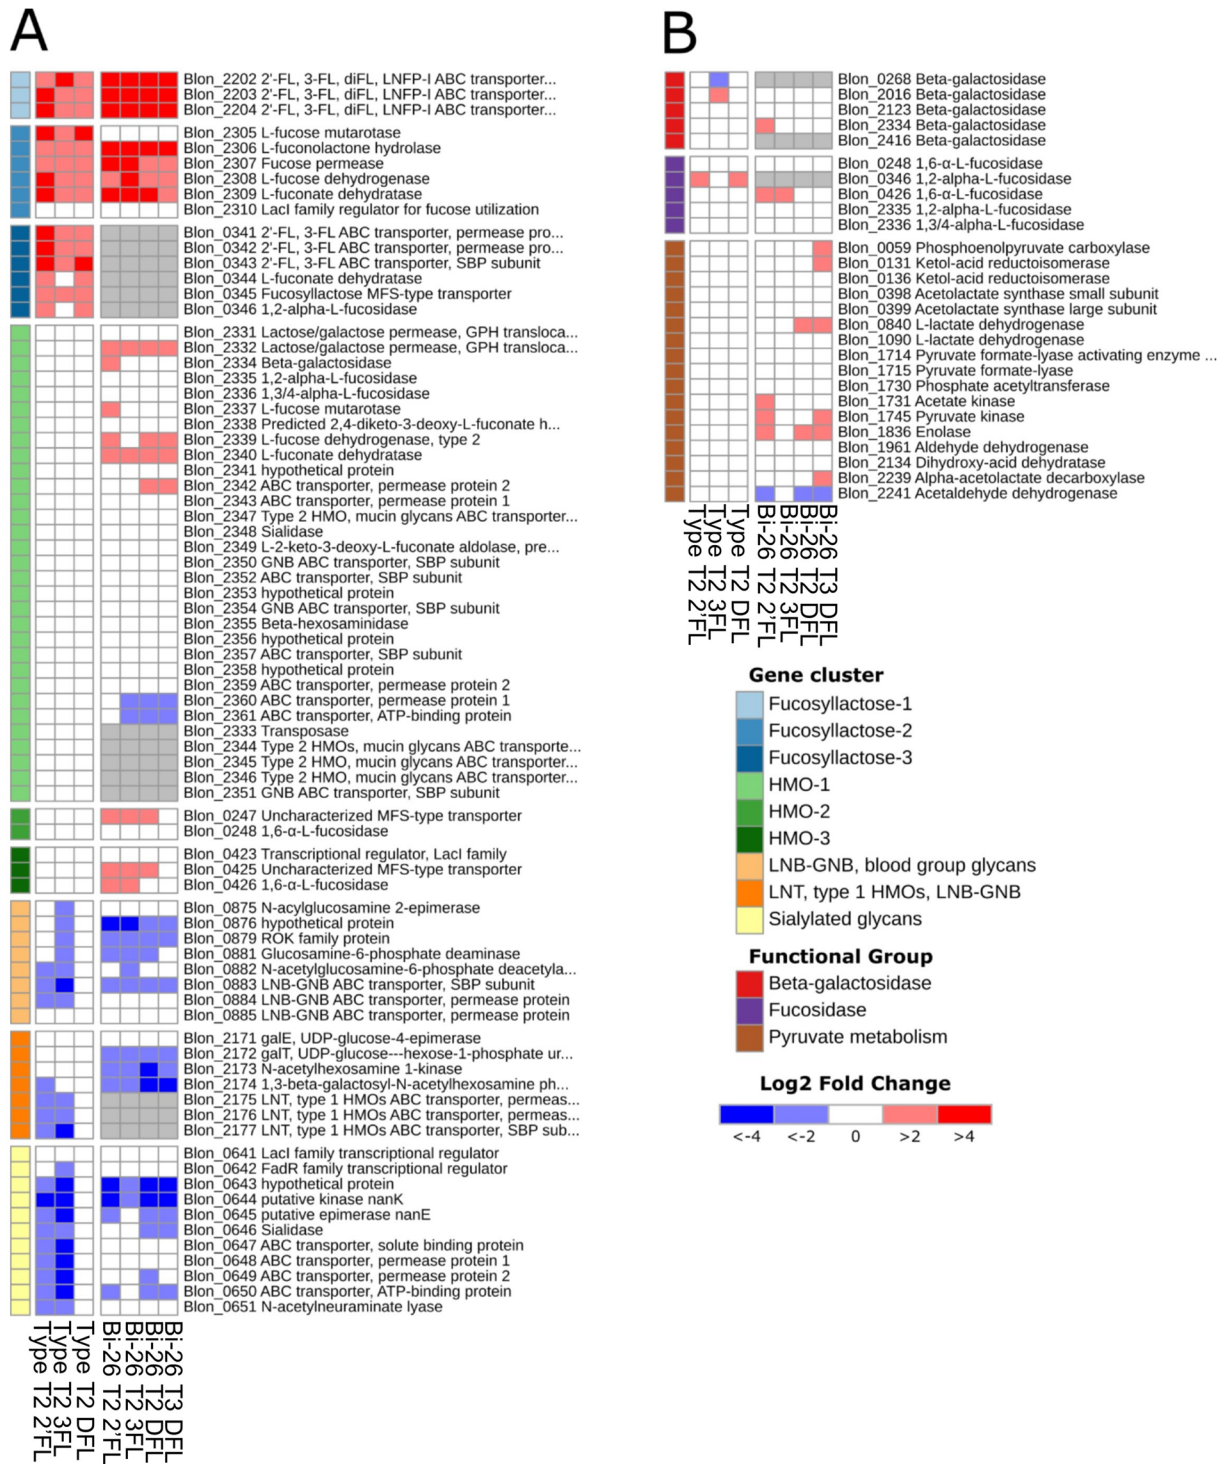 A
Blon_2202 2'-FL, 3-FL, diFL, LNFP-I ABC transporter...
Blon_2203 2'-FL, 3-FL, diFL, LNFP-I ABC transporter...
Blon_2204 2'-FL, 3-FL, diFL, LNFP-I ABC transporter...
Blon_2305 L-fucose mutarotase
Blon_2306 L-fuconolactone hydrolase
Blon_2307 Fucose permease
Blon_2308 L-fucose dehydrogenase
Blon_2309 L-fuconate dehydratase
Blon_2310 LacI family regulator for fucose utilization
Blon_0341 2'-FL, 3-FL ABC transporter, permease pro...
Blon_0342 2'-FL, 3-FL ABC transporter, permease pro...
Blon_0343 2'-FL, 3-FL ABC transporter, SBP subunit
Blon_0344 L-fuconate dehydratase
Blon_0345 Fucosyllactose MFS-type transporter
Blon_0346 1,2-alpha-L-fucosidase
Blon_2331 Lactose/galactose permease, GPH transloca...
Blon_2332 Lactose/galactose permease, GPH transloca...
Blon_2334 Beta-galactosidase
Blon_2335 1,2-alpha-L-fucosidase
Blon_2336 1,3/4-alpha-L-fucosidase
Blon_2337 L-fucose mutarotase
Blon_2338 Predicted 2,4-diketo-3-deoxy-L-fuconate h...
Blon_2339 L-fucose dehydrogenase, type 2
Blon_2340 L-fuconate dehydratase
Blon_2341 hypothetical protein
Blon_2342 ABC transporter, permease protein 2
Blon_2343 ABC transporter, permease protein 1
Blon_2347 Type 2 HMO, mucin glycans ABC transporter...
Blon_2348 Sialidase
Blon_2349 L-2-keto-3-deoxy-L-fuconate aldolase, pre...
Blon_2350 GNB ABC transporter, SBP subunit
Blon_2352 ABC transporter, SBP subunit
Blon_2353 hypothetical protein
Blon_2354 GNB ABC transporter, SBP subunit
Blon_2355 Beta-hexosaminidase
Blon_2356 hypothetical protein
Blon_2357 ABC transporter, SBP subunit
Blon_2358 hypothetical protein
Blon_2359 ABC transporter, permease protein 2
Blon_2360 ABC transporter, permease protein 1
Blon_2361 ABC transporter, ATP-binding protein
Blon_2333 Transposase
Blon_2344 Type 2 HMOs, mucin glycans ABC transporte...
Blon_2345 Type 2 HMO, mucin glycans ABC transporter...
Blon_2346 Type 2 HMO, mucin glycans ABC transporter...
Blon_2351 GNB ABC transporter, SBP subunit
Blon_0247 Uncharacterized MFS-type transporter
Blon_0248 1,6-α-L-fucosidase
Blon_0423 Transcriptional regulator, LacI family
Blon_0425 Uncharacterized MFS-type transporter
Blon_0426 1,6-α-L-fucosidase
Blon_0875 N-acylglucosamine 2-epimerase
Blon_0876 hypothetical protein
Blon_0879 ROK family protein
Blon_0881 Glucosamine-6-phosphate deaminase
Blon_0882 N-acetylglucosamine-6-phosphate deacetyla...
Blon_0883 LNB-GNB ABC transporter, SBP subunit
Blon_0884 LNB-GNB ABC transporter, permease protein
Blon_0885 LNB-GNB ABC transporter, permease protein
Blon_2171 galE, UDP-glucose-4-epimerase
Blon_2172 galT, UDP-glucose---hexose-1-phosphate ur...
Blon_2173 N-acetylhexosamine 1-kinase
Blon_2174 1,3-beta-galactosyl-N-acetylhexosamine ph...
Blon_2175 LNT, type 1 HMOs ABC transporter, permeas...
Blon_2176 LNT, type 1 HMOs ABC transporter, permeas...
Blon_2177 LNT, type 1 HMOs ABC transporter, SBP sub...
Blon_0641 LacI family transcriptional regulator
Blon_0642 FadR family transcriptional regulator
Blon_0643 hypothetical protein
Blon_0644 putative kinase nanK
Blon_0645 putative epimerase nanE
Blon_0646 Sialidase
Blon_0647 ABC transporter, solute binding protein
Blon_0648 ABC transporter, permease protein 1
Blon_0649 ABC transporter, permease protein 2
Blon_0650 ABC transporter, ATP-binding protein
Blon_0651 N-acetylneuraminate lyase
Type T2 2'FL
Type T2 3FL
Type T2 DFL
Bi-26 T2 2'FL
Bi-26 T2 3FL
Bi-26 T2 DFL
Bi-26 T3 DFL
B
Blon_0268 Beta-galactosidase
Blon_2016 Beta-galactosidase
Blon_2123 Beta-galactosidase
Blon_2334 Beta-galactosidase
Blon_2416 Beta-galactosidase
Blon_0248 1,6-α-L-fucosidase
Blon_0346 1,2-alpha-L-fucosidase
Blon_0426 1,6-α-L-fucosidase
Blon_2335 1,2-alpha-L-fucosidase
Blon_2336 1,3/4-alpha-L-fucosidase
Blon_0059 Phosphoenolpyruvate carboxylase
Blon_0131 Ketol-acid reductoisomerase
Blon_0136 Ketol-acid reductoisomerase
Blon_0398 Acetolactate synthase small subunit
Blon_0399 Acetolactate synthase large subunit
Blon_0840 L-lactate dehydrogenase
Blon_1090 L-lactate dehydrogenase
Blon_1714 Pyruvate formate-lyase activating enzyme ...
Blon_1715 Pyruvate formate-lyase
Blon_1730 Phosphate acetyltransferase
Blon_1731 Acetate kinase
Blon_1745 Pyruvate kinase
Blon_1836 Enolase
Blon_1961 Aldehyde dehydrogenase
Blon_2134 Dihydroxy-acid dehydratase
Blon_2239 Alpha-acetolactate decarboxylase
Blon_2241 Acetaldehyde dehydrogenase
Type T2 2'FL
Type T2 3FL
Type T2 DFL
Bi-26 T2 2'FL
Bi-26 T2 3FL
Bi-26 T2 DFL
Bi-26 T3 DFL
Gene cluster
Fucosyllactose-1
Fucosyllactose-2
Fucosyllactose-3
HMO-1
HMO-2
HMO-3
LNB-GNB, blood group glycans
LNT, type 1 HMOs, LNB-GNB
Sialylated glycans
Functional Group
Beta-galactosidase
Fucosidase
Pyruvate metabolism
Log2 Fold Change
<-4 <-2 0 >2 >4